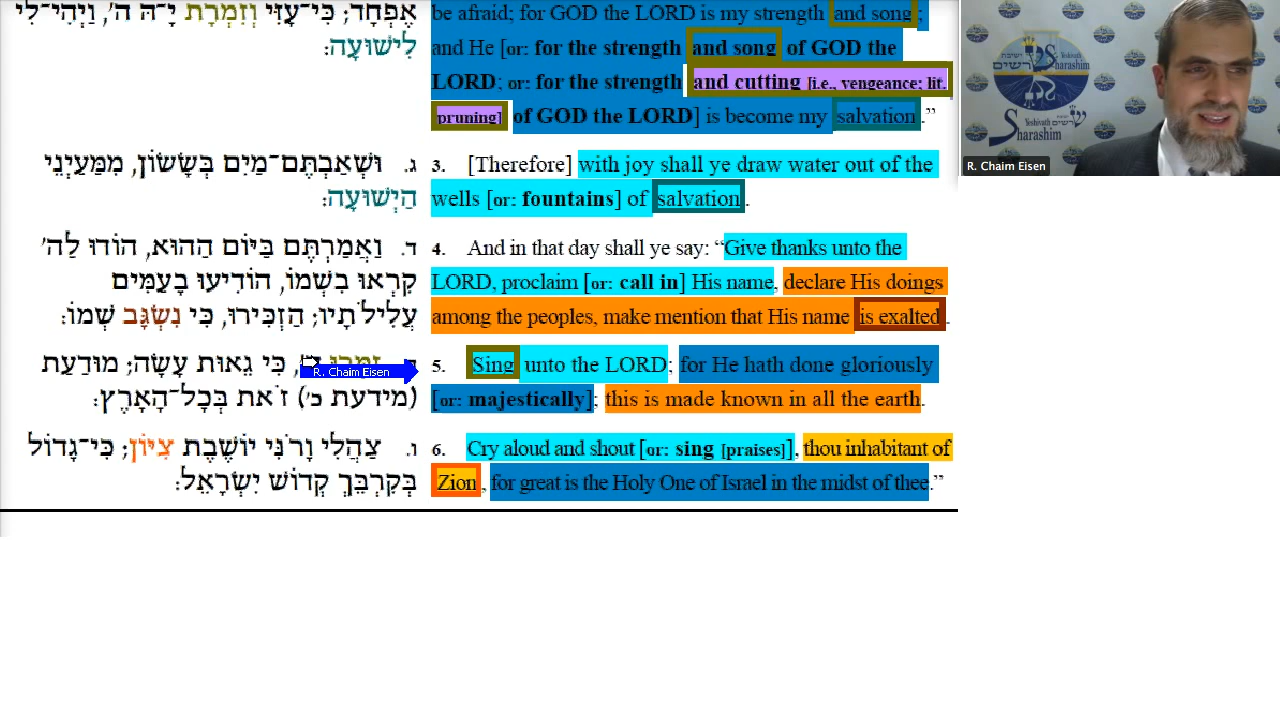 אֶפְחָד; כִּי־עָזִּי וְזִמְרָת יָ־הּ ה', וַיְהִי־לִי
לִישׁוּעָה:
ג. וּשְׁאַבְתֶּם־מַיִם בְּשָׂשׂוֹן, מִמַּעַיְנֵי
הַיְשׁוּעָה:
ד. וַאֲמַרְתֶּם בַּיּוֹם הַהוּא, הוֹדוּ לַה'
קִרְאוּ בִשְׁמוֹ, הוֹדִיעוּ בָעַמִּים
עֲלִילֹתָיו; הַזְכִּירוּ, כִּי נִשְׂגָּב שְׁמוֹ:
כִּי גֵאוּת עָשָׂה; מוּדַעַת
(מידעת כ') זֹאת בְּכָל־הָאָרֶץ:
ו. צַהֲלִי וָרֹנִּי יוֹשֶׁבֶת צִיּוֹן; כִּי־גָדוֹל
בְּקִרְבֵּךְ קְדוֹשׁ יִשְׂרָאֵל:
be afraid; for GOD the LORD is my strength and song;
and He [or: for the strength and song of GOD the
LORD; or: for the strength and cutting [i.e., vengeance; lit.
pruning] of GOD the LORD] is become my salvation.”
3. [Therefore] with joy shall ye draw water out of the
wells [or: fountains] of salvation.
4. And in that day shall ye say: “Give thanks unto the
LORD, proclaim [or: call in] His name, declare His doings
among the peoples, make mention that His name is exalted.
5. Sing unto the LORD; for He hath done gloriously
[or: majestically]; this is made known in all the earth.
6. Cry aloud and shout [or: sing [praises]], thou inhabitant of
Zion, for great is the Holy One of Israel in the midst of thee.”
R. Chaim Eisen
Yeshivath
Sharashim
ישיבת
שרשים
Yeshivath שרשים
Sharashim
R. Chaim Eisen